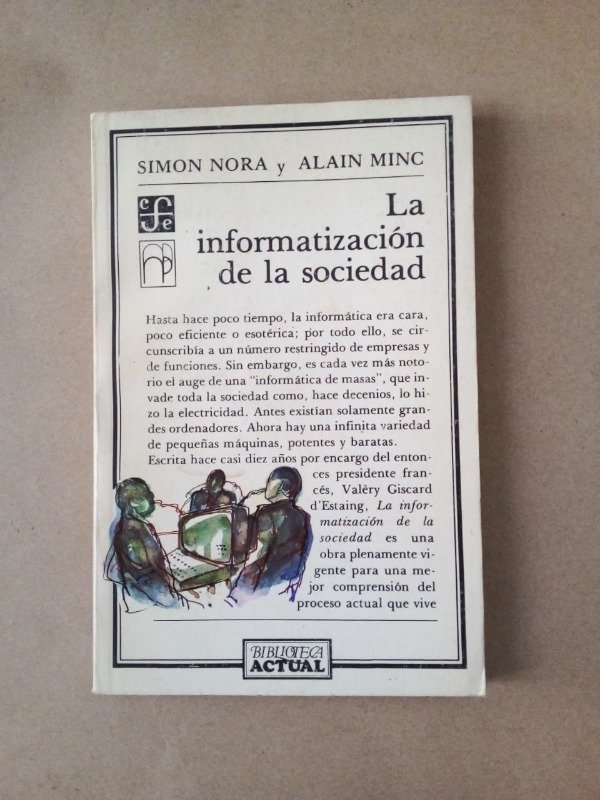 SIMON NORA y ALAIN MINC
La
informatización
de la sociedad
c
f
e
Hasta hace poco tiempo, la informática era cara,
poco eficiente o esotérica; por todo ello, se cir-
cunscribía a un número restringido de empresas y
de funciones. Sin embargo, es cada vez más noto-
rio el auge de una "informática de masas", que in-
vade toda la sociedad como, hace decenios, lo hi-
zo la electricidad. Antes existían solamente gran-
des ordenadores. Ahora hay una infinita variedad
de pequeñas máquinas, potentes y baratas.
Escrita hace casi diez años por encargo del enton-
ces presidente fran-
cés, Valèry Giscard
d'Estaing, La infor-
matización de la
sociedad es una
obra plenamente vi-
gente para una me-
jor comprensión del
proceso actual que vive
BIBLIOTECA
ACTUAL